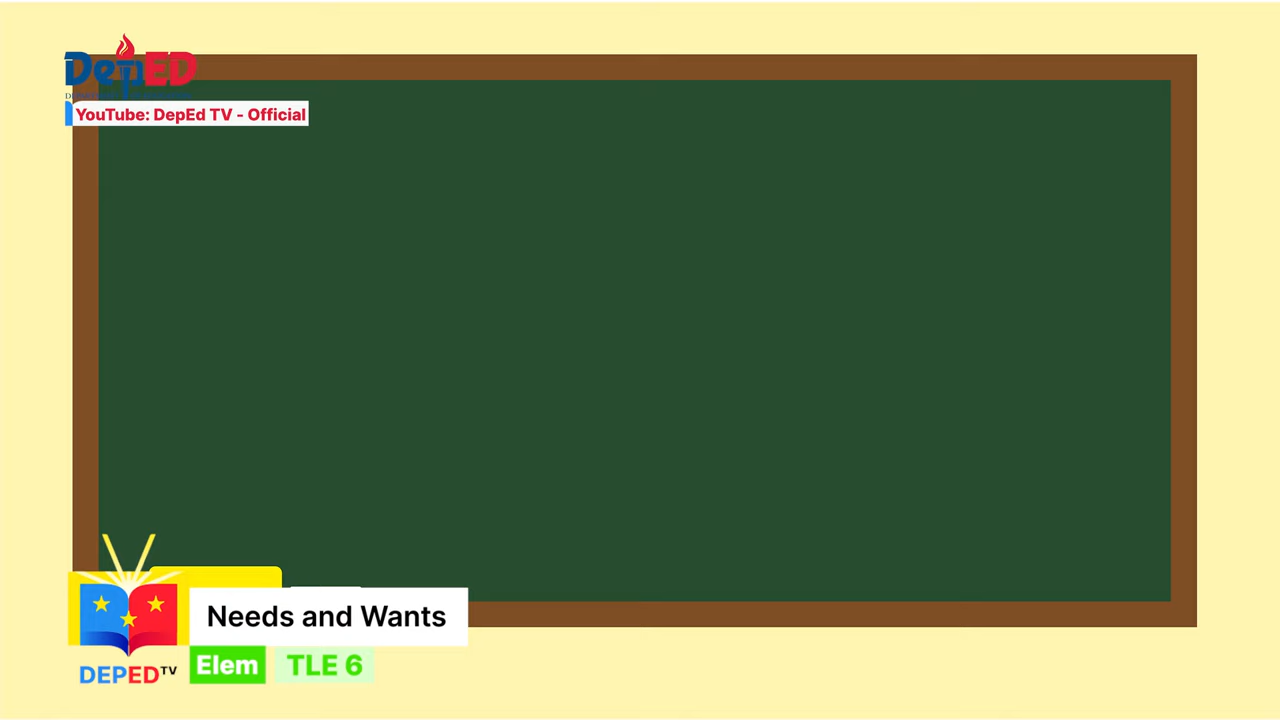 DepED
YouTube: DepEd TV - Official
Needs and Wants
DEPED TV
Elem TLE 6